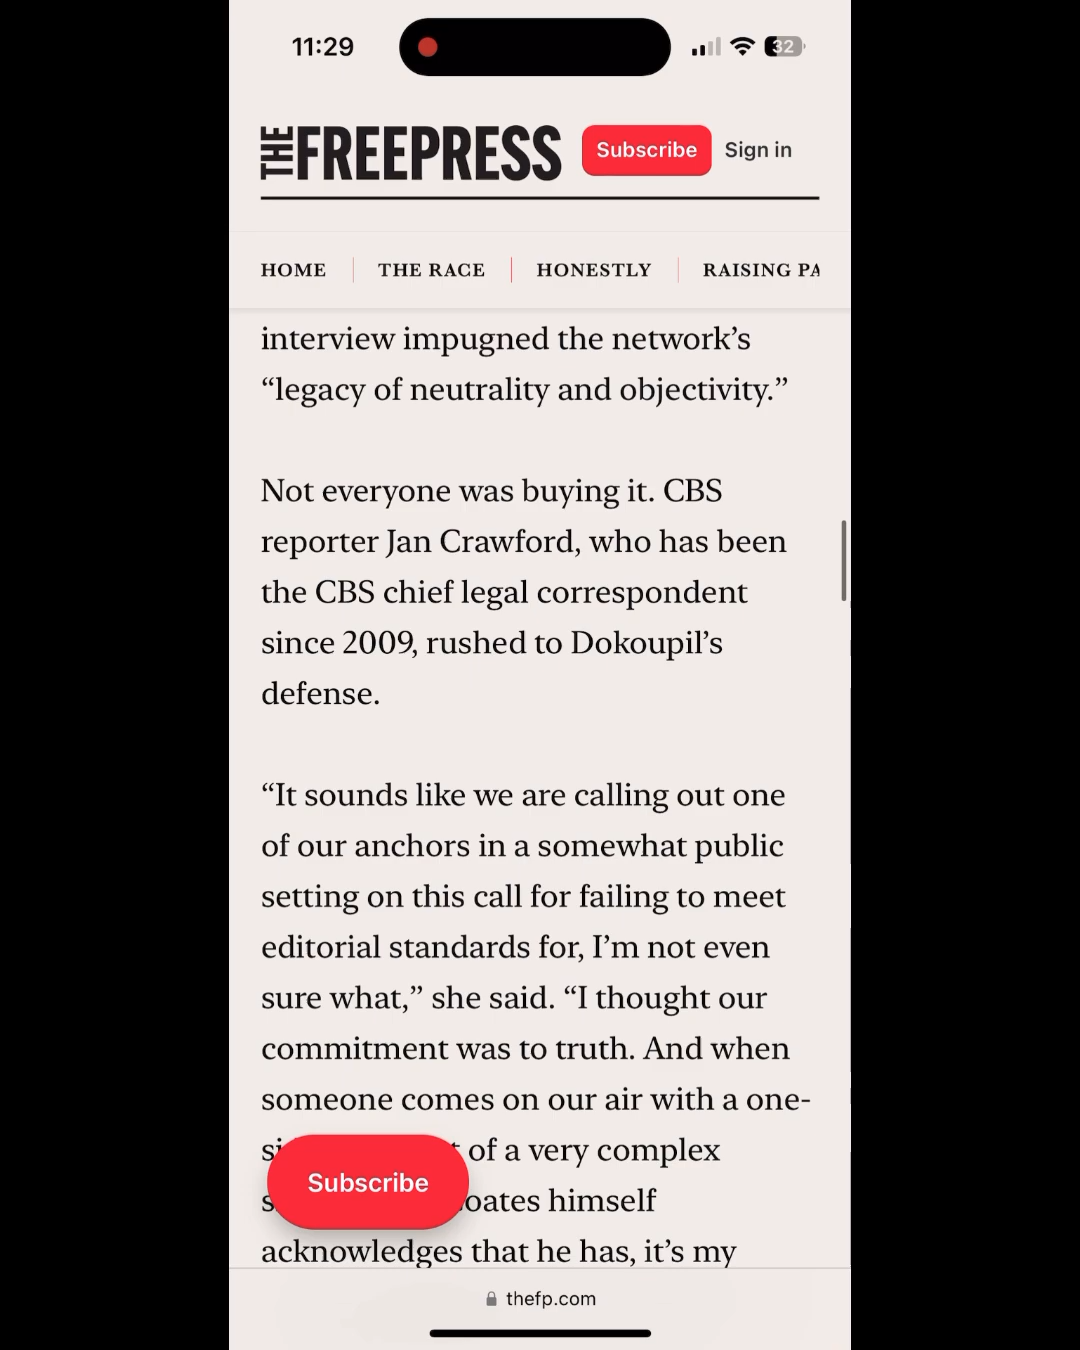 11:29
32
THE FREE PRESS
Subscribe
Sign in
HOME
THE RACE
HONESTLY
RAISING PA
interview impugned the network’s
“legacy of neutrality and objectivity.”
Not everyone was buying it. CBS
reporter Jan Crawford, who has been
the CBS chief legal correspondent
since 2009, rushed to Dokoupil’s
defense.
“It sounds like we are calling out one
of our anchors in a somewhat public
setting on this call for failing to meet
editorial standards for, I’m not even
sure what,” she said. “I thought our
commitment was to truth. And when
someone comes on our air with a one-
of a very complex
himself
acknowledges that he has, it’s my
Subscribe
thefp.com